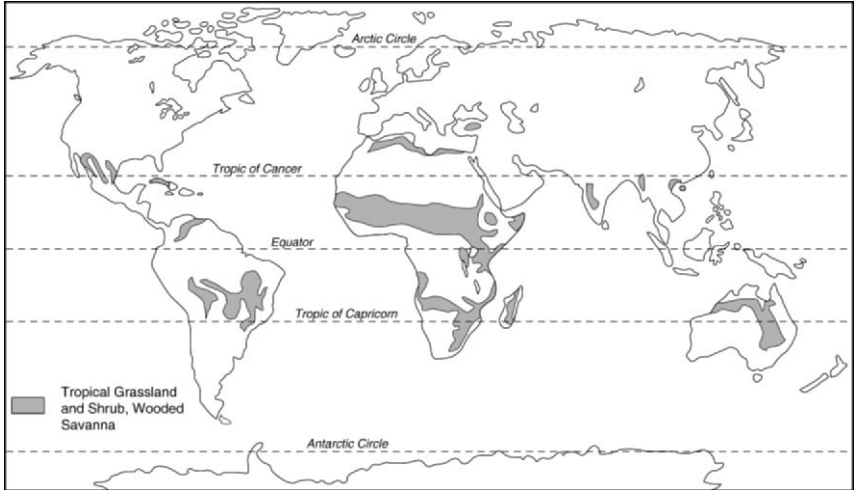 Arctic Circle
Tropic of Cancer
Equator
Tropic of Capricorn
Tropical Grassland
and Shrub, Wooded
Savanna
Antarctic Circle